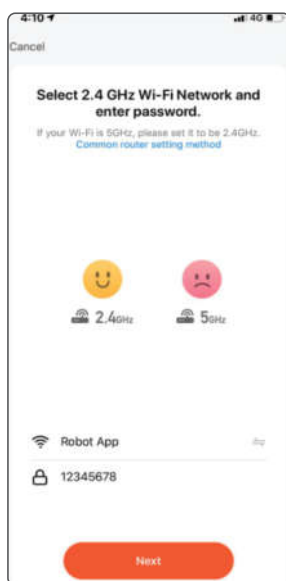 4:10
4G
Cancel
Select 2.4 GHz Wi-Fi Network and
enter password.
If your Wi-Fi is 5GHz, please set it to be 2.4GHz.
Common router setting method
2.4GHz 5GHz
Robot App
12345678
Next